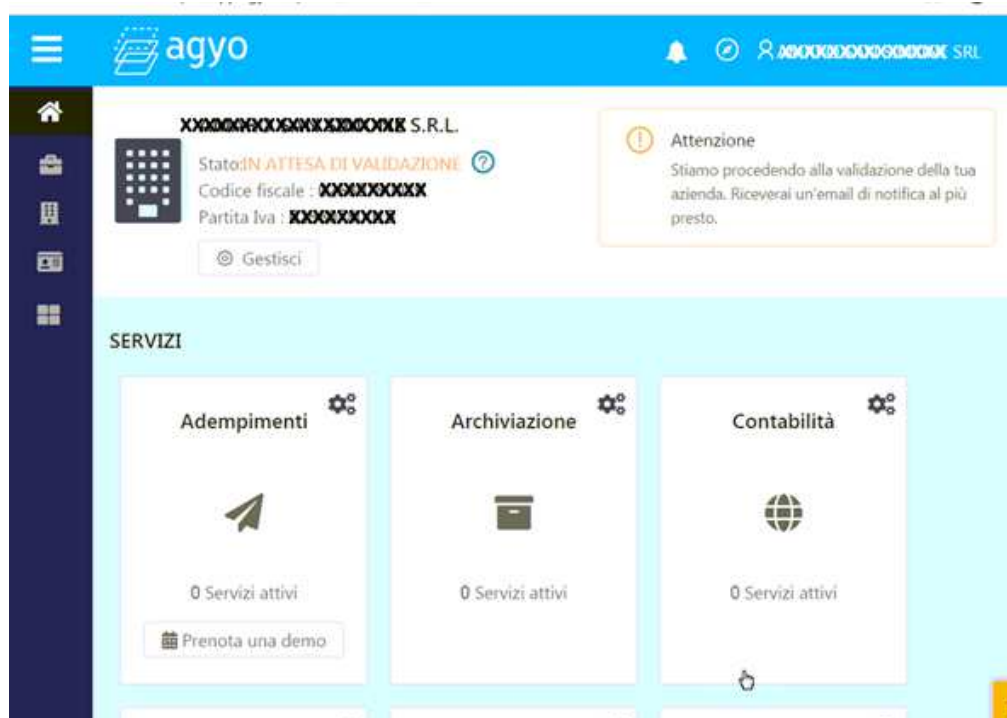 agyo
SRL
S.R.L.
Stato:IN ATTESA DI VALIDAZIONE
Codice fiscale :
Partita Iva :
Gestisci
Attenzione
Stiamo procedendo alla validazione della tua
azienda. Riceverai un'email di notifica al più
presto.
SERVIZI
Adempimenti
0 Servizi attivi
Prenota una demo
Archiviazione
0 Servizi attivi
Contabilità
0 Servizi attivi